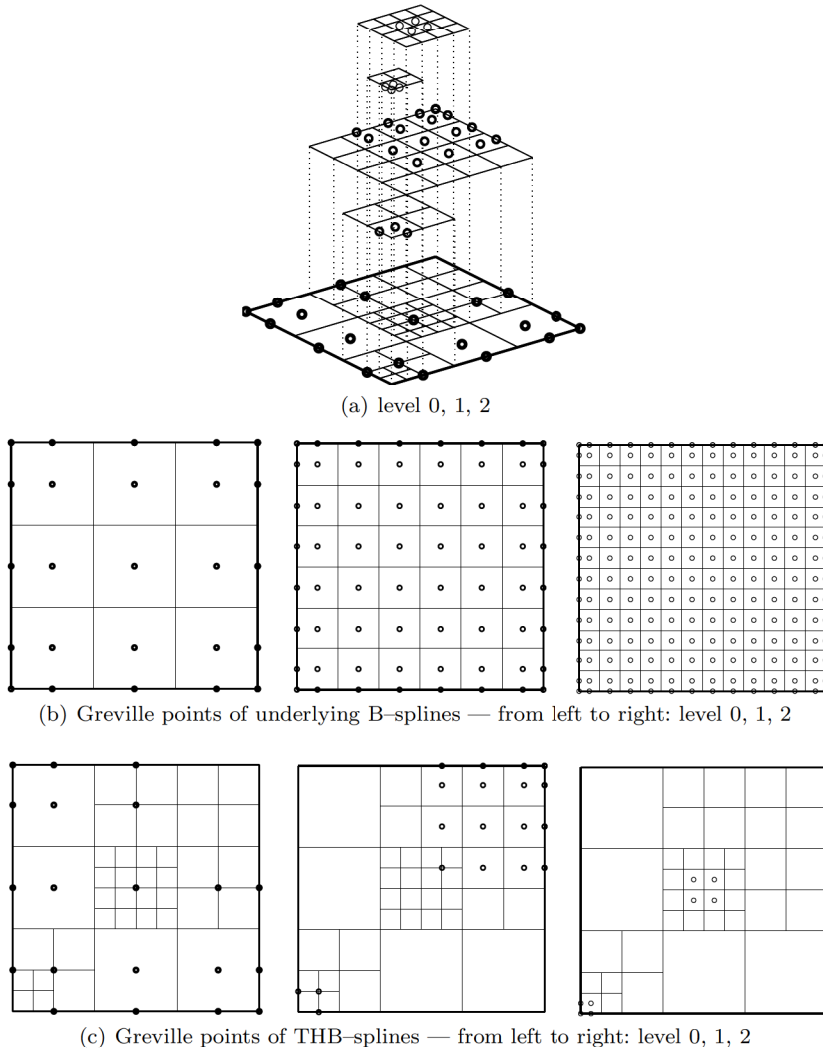 (a) level 0, 1, 2
(b) Greville points of underlying B–splines — from left to right: level 0, 1, 2
(c) Greville points of THB–splines — from left to right: level 0, 1, 2